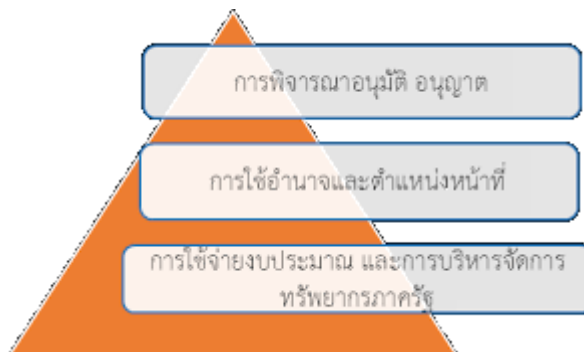 การพิจารณาอนุมัติ อนุญาต
การใช้อำนาจและตำแหน่งหน้าที่
การใช้จ่ายงบประมาณ และการบริหารจัดการ
ทรัพยากรภาครัฐ